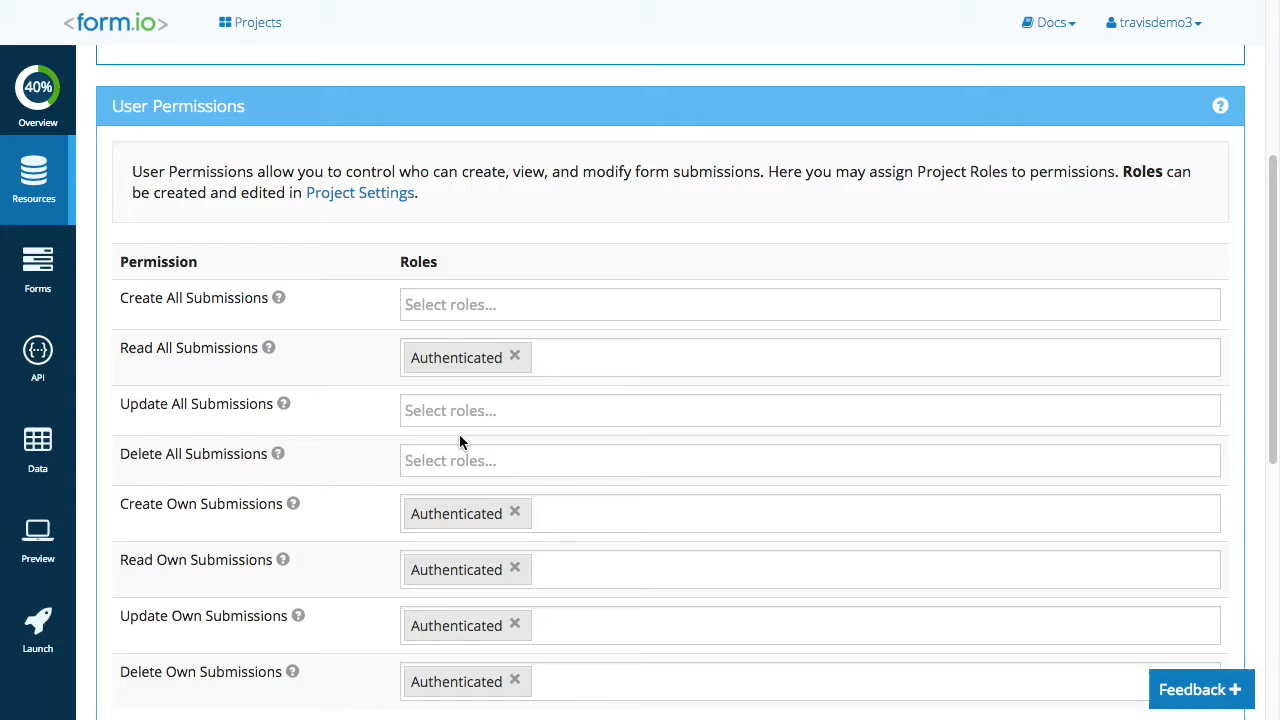 <form.io>
Projects
Docs
travisdemo3
40%
Overview
Resources
Forms
API
Data
Preview
Launch
User Permissions
User Permissions allow you to control who can create, view, and modify form submissions. Here you may assign Project Roles to permissions. Roles can
be created and edited in Project Settings.
Permission Roles
Create All Submissions Select roles...
Read All Submissions Authenticated
Update All Submissions Select roles...
Delete All Submissions Select roles...
Create Own Submissions Authenticated
Read Own Submissions Authenticated
Update Own Submissions Authenticated
Delete Own Submissions Authenticated
Feedback +